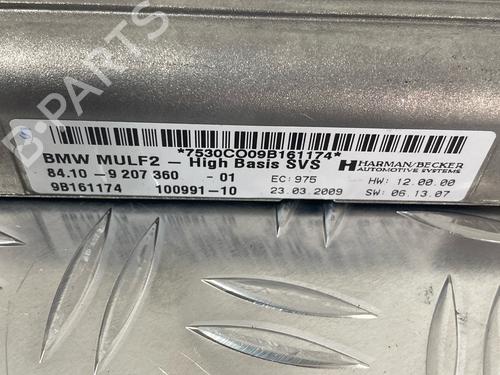 *7530CO09B161174*
BMW MULF2 - High Basis SVS
HARMAN/BECKER
AUTOMOTIVE SYSTEMS
84.10 - 9 207 360 - 01
EC: 975
HW: 12.00.00
9B161174 100991-10
23.03.2009
SW: 06.13.07
B-PARTS